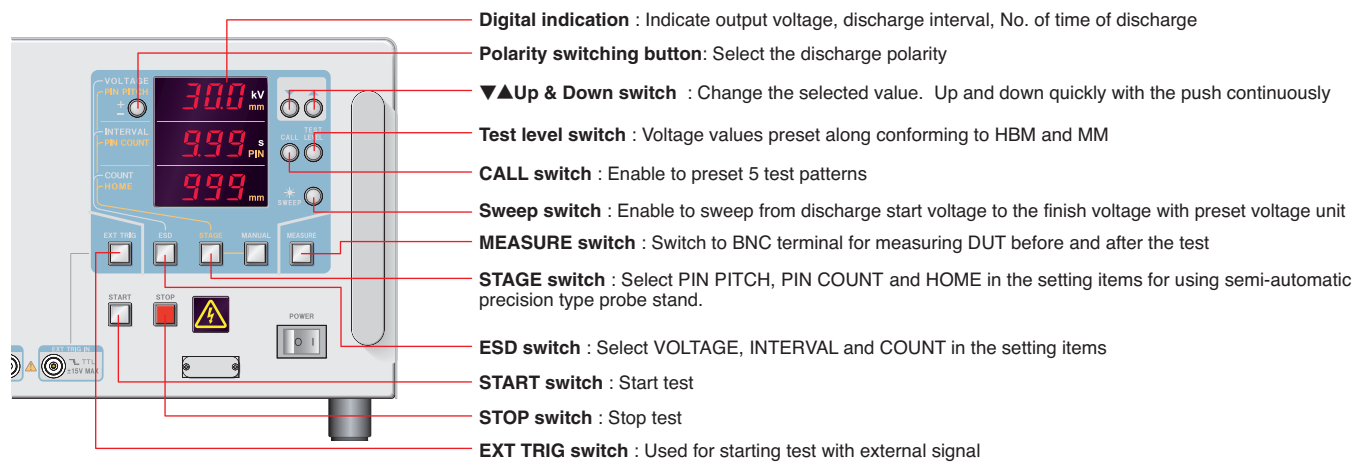 Digital indication : Indicate output voltage, discharge interval, No. of time of discharge
Polarity switching button: Select the discharge polarity
▼▲Up & Down switch : Change the selected value. Up and down quickly with the push continuously
Test level switch : Voltage values preset along conforming to HBM and MM
CALL switch : Enable to preset 5 test patterns
Sweep switch : Enable to sweep from discharge start voltage to the finish voltage with preset voltage unit
MEASURE switch : Switch to BNC terminal for measuring DUT before and after the test
STAGE switch : Select PIN PITCH, PIN COUNT and HOME in the setting items for using semi-automatic
precision type probe stand.
ESD switch : Select VOLTAGE, INTERVAL and COUNT in the setting items
START switch : Start test
STOP switch : Stop test
EXT TRIG switch : Used for starting test with external signal
VOLTAGE
PIN PITCH
+
−
30.0 kV
mm
INTERVAL
PIN COUNT
9.99 s
PIN
CALL
TEST
LEVEL
COUNT
HOME
999 mm
SWEEP
EXT TRIG
ESD
STAGE
MANUAL
MEASURE
START
STOP
POWER
O I
EXT TRIG IN
TTL
±15V MAX